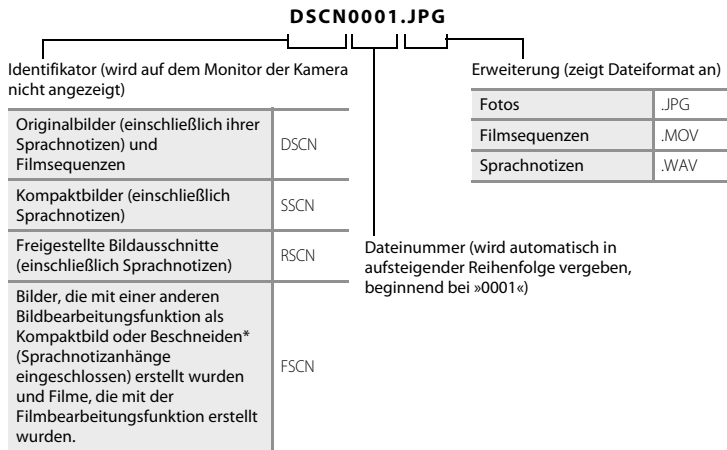 DSCN0001.JPG
Identifikator (wird auf dem Monitor der Kamera
nicht angezeigt)
Originalbilder (einschließlich ihrer
Sprachnotizen) und
Filmsequenzen
DSCN
Kompaktbilder (einschließlich
Sprachnotizen)
SSCN
Freigestellte Bildausschnitte
(einschließlich Sprachnotizen)
RSCN
Bilder, die mit einer anderen
Bildbearbeitungsfunktion als
Kompaktbild oder Beschneiden*
(Sprachnotizanhänge
eingeschlossen) erstellt wurden
und Filme, die mit der
Filmbearbeitungsfunktion erstellt
wurden.
FSCN
Dateinummer (wird automatisch in
aufsteigender Reihenfolge vergeben,
beginnend bei »0001«)
Erweiterung (zeigt Dateiformat an)
Fotos .JPG
Filmsequenzen .MOV
Sprachnotizen .WAV